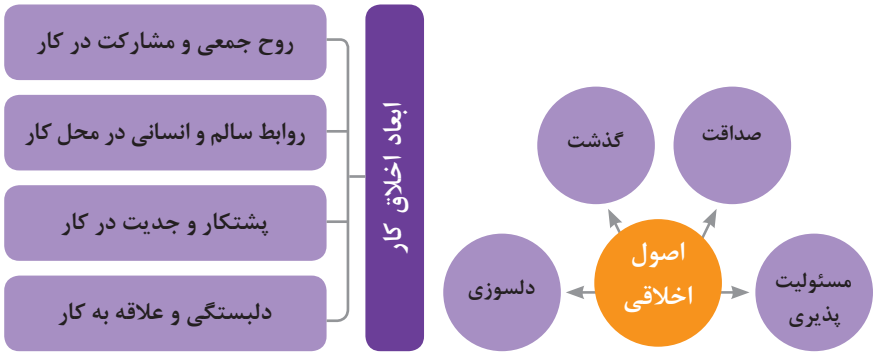 صداقت
گذشت
مسئولیت
پذیری
دلسوزی
اصول
اخلاقی
ابعاد اخلاق کار
روح جمعی و مشارکت در کار
روابط سالم و انسانی در محل کار
پشتکار و جدیت در کار
دلبستگی و علاقه به کار